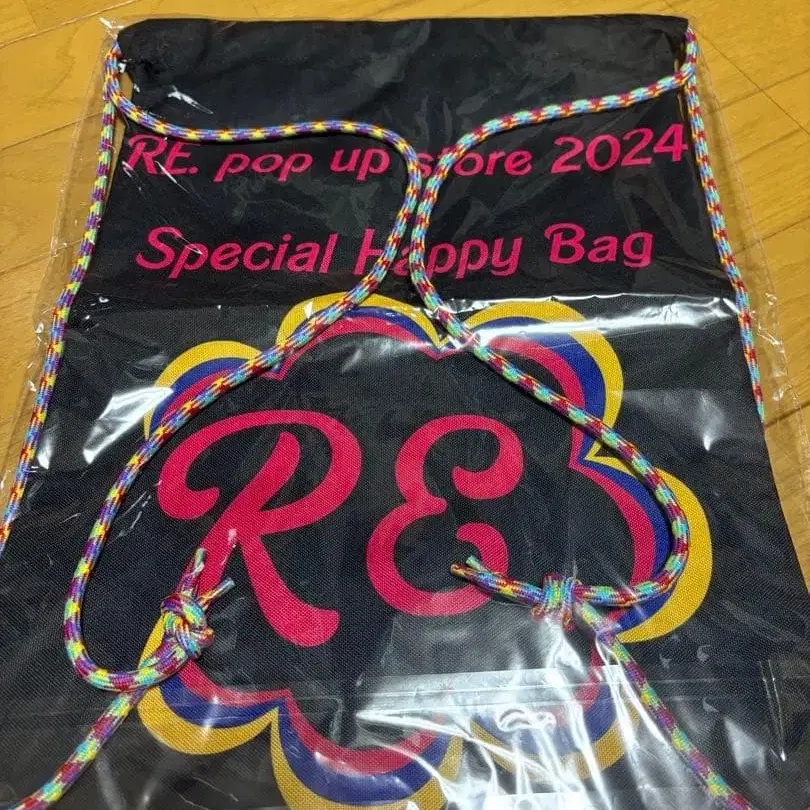 RE. pop up store 2024
Special Happy Bag
RE